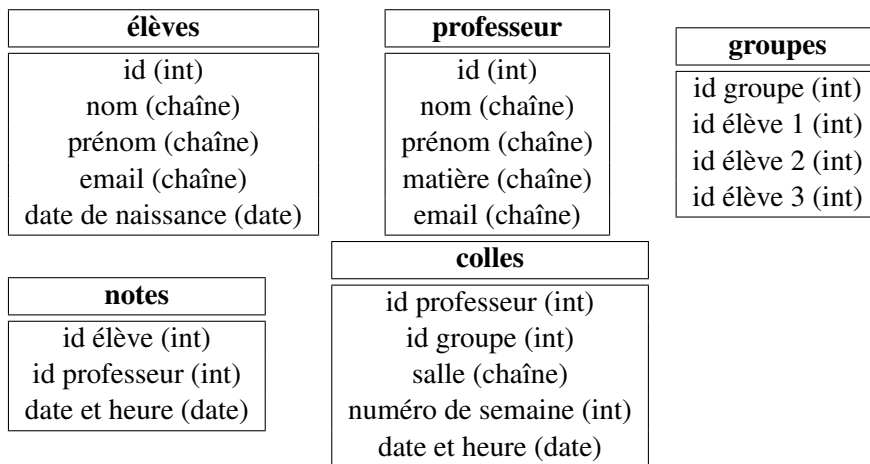 élèves
id (int)
nom (chaîne)
prénom (chaîne)
email (chaîne)
date de naissance (date)
professeur
id (int)
nom (chaîne)
prénom (chaîne)
matière (chaîne)
email (chaîne)
groupes
id groupe (int)
id élève 1 (int)
id élève 2 (int)
id élève 3 (int)
notes
id élève (int)
id professeur (int)
date et heure (date)
colles
id professeur (int)
id groupe (int)
salle (chaîne)
numéro de semaine (int)
date et heure (date)